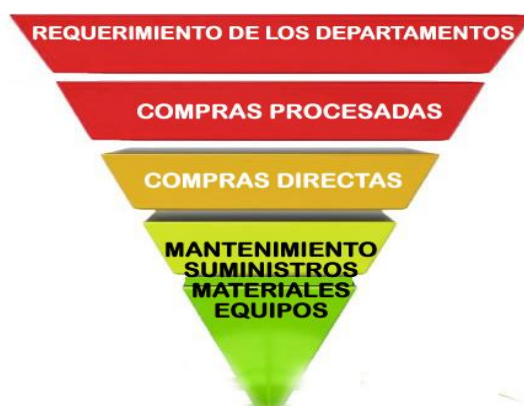 REQUERIMIENTO DE LOS DEPARTAMENTOS
COMPRAS PROCESADAS
COMPRAS DIRECTAS
MANTENIMIENTO
SUMINISTROS
MATERIALES
EQUIPOS